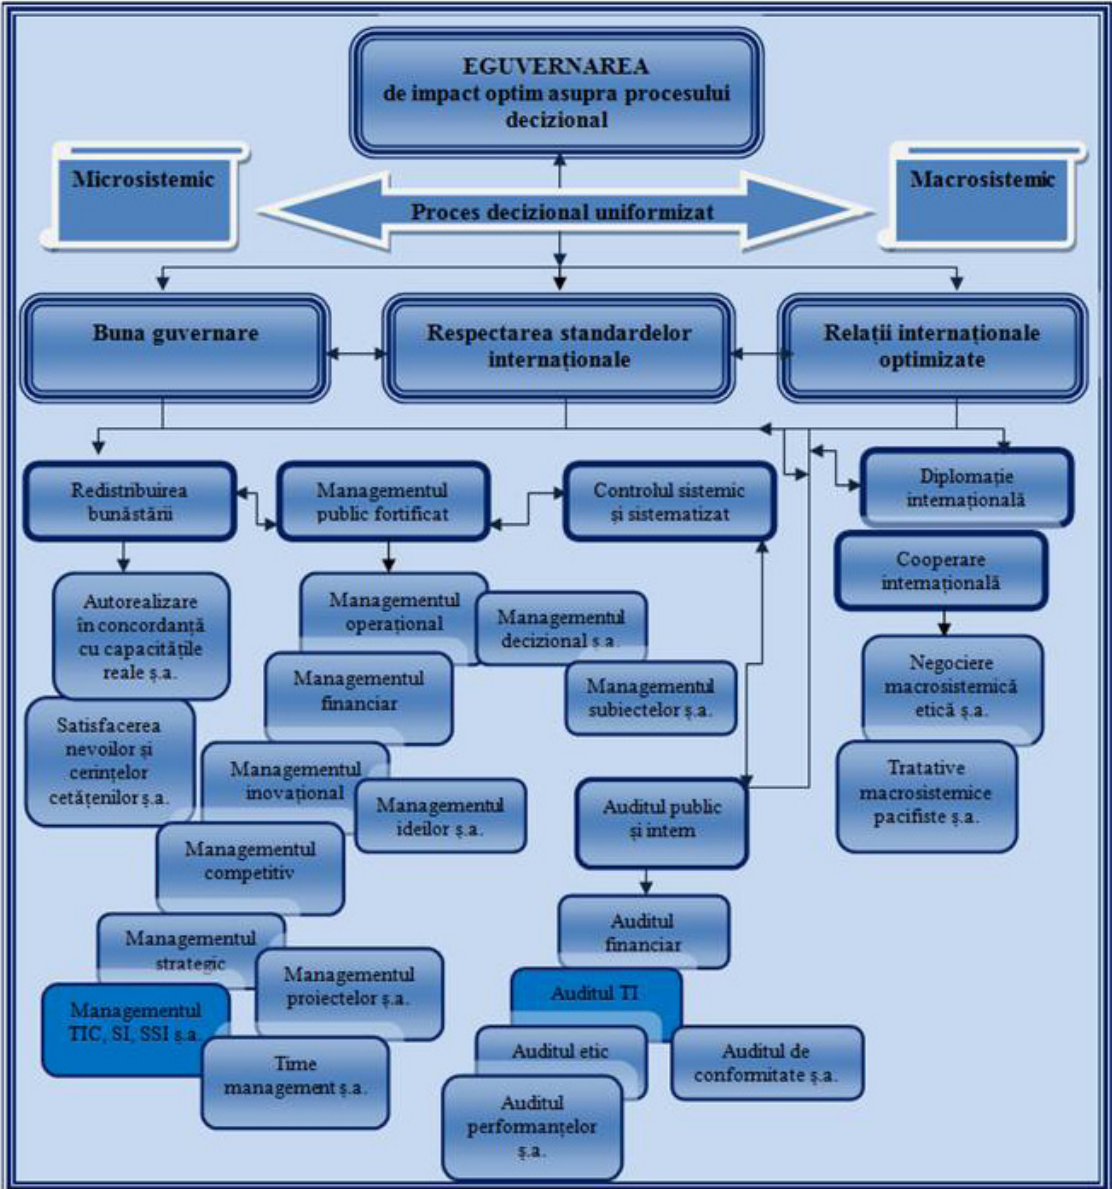 EGUVERNAREA
de impact optim asupra procesului
decizional
Microsistemic
Macrosistemic
Proces decizional uniformizat
Buna guvernare
Respectarea standardelor
internaționale
Relații internaționale
optimizate
Redistribuirea
bunăstării
Managementul
public fortificat
Controlul sistemic
și sistematizat
Diplomație
internațională
Cooperare
internațională
Autorealizare
în concordanță
cu capacitățile
reale ș.a.
Managementul
operațional
Managementul
decizional ș.a.
Managementul
financiar
Managementul
subiectelor ș.a.
Negociere
macrosistemică
etică ș.a.
Satisfacerea
nevoilor și
cerințelor
cetățenilor ș.a.
Managementul
inovațional
Managementul
ideilor ș.a.
Auditul public
și intern
Tratative
macrosistemice
pacifiste ș.a.
Managementul
competitiv
Auditul
financiar
Managementul
strategic
Managementul
proiectelor ș.a.
Auditul TI
Managementul
TIC, SI, SSI ș.a.
Auditul etic
Auditul de
conformitate ș.a.
Time
management ș.a.
Auditul
performanțelor
ș.a.